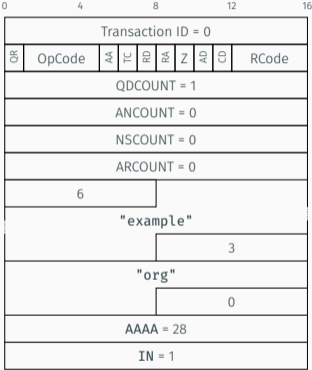 0 4 8 12 16
Transaction ID = 0
QR OpCode AA TC RD RA Z AD CD RCode
QDCOUNT = 1
ANCOUNT = 0
NSCOUNT = 0
ARCOUNT = 0
6
"example"
3
"org"
0
AAAA = 28
IN = 1